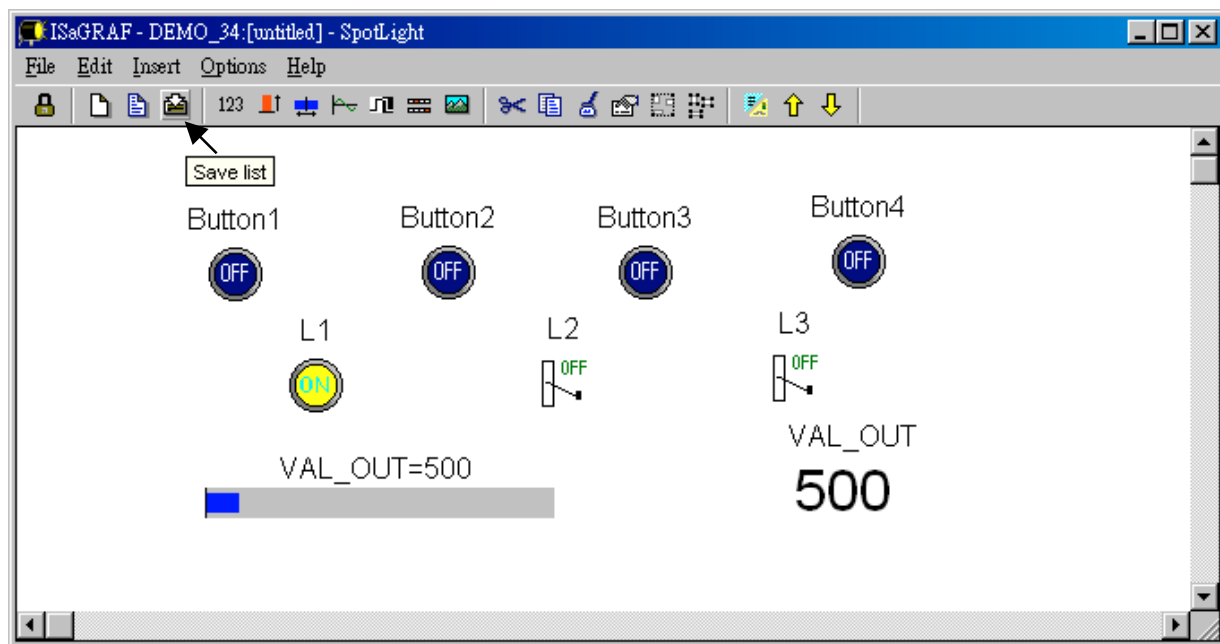 ISaGRAF - DEMO_34:[untitled] - SpotLight
File Edit Insert Options Help
123
Save list
Button1 Button2 Button3 Button4
OFF OFF OFF OFF
L1 L2 L3
ON OFF OFF
VAL_OUT=500 VAL_OUT
500